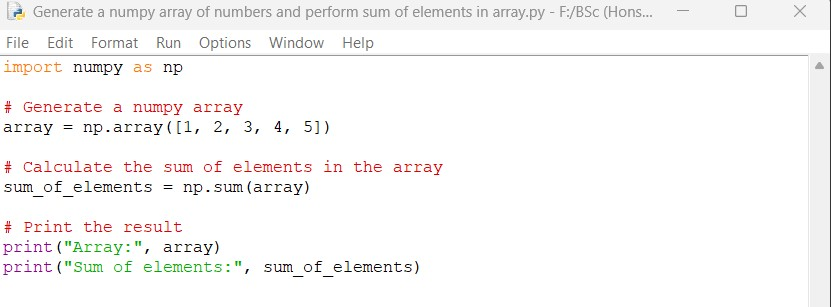 Generate a numpy array of numbers and perform sum of elements in array.py - F:/BSc (Hons...
File Edit Format Run Options Window Help
import numpy as np
# Generate a numpy array
array = np.array([1, 2, 3, 4, 5])
# Calculate the sum of elements in the array
sum_of_elements = np.sum(array)
# Print the result
print("Array:", array)
print("Sum of elements:", sum_of_elements)